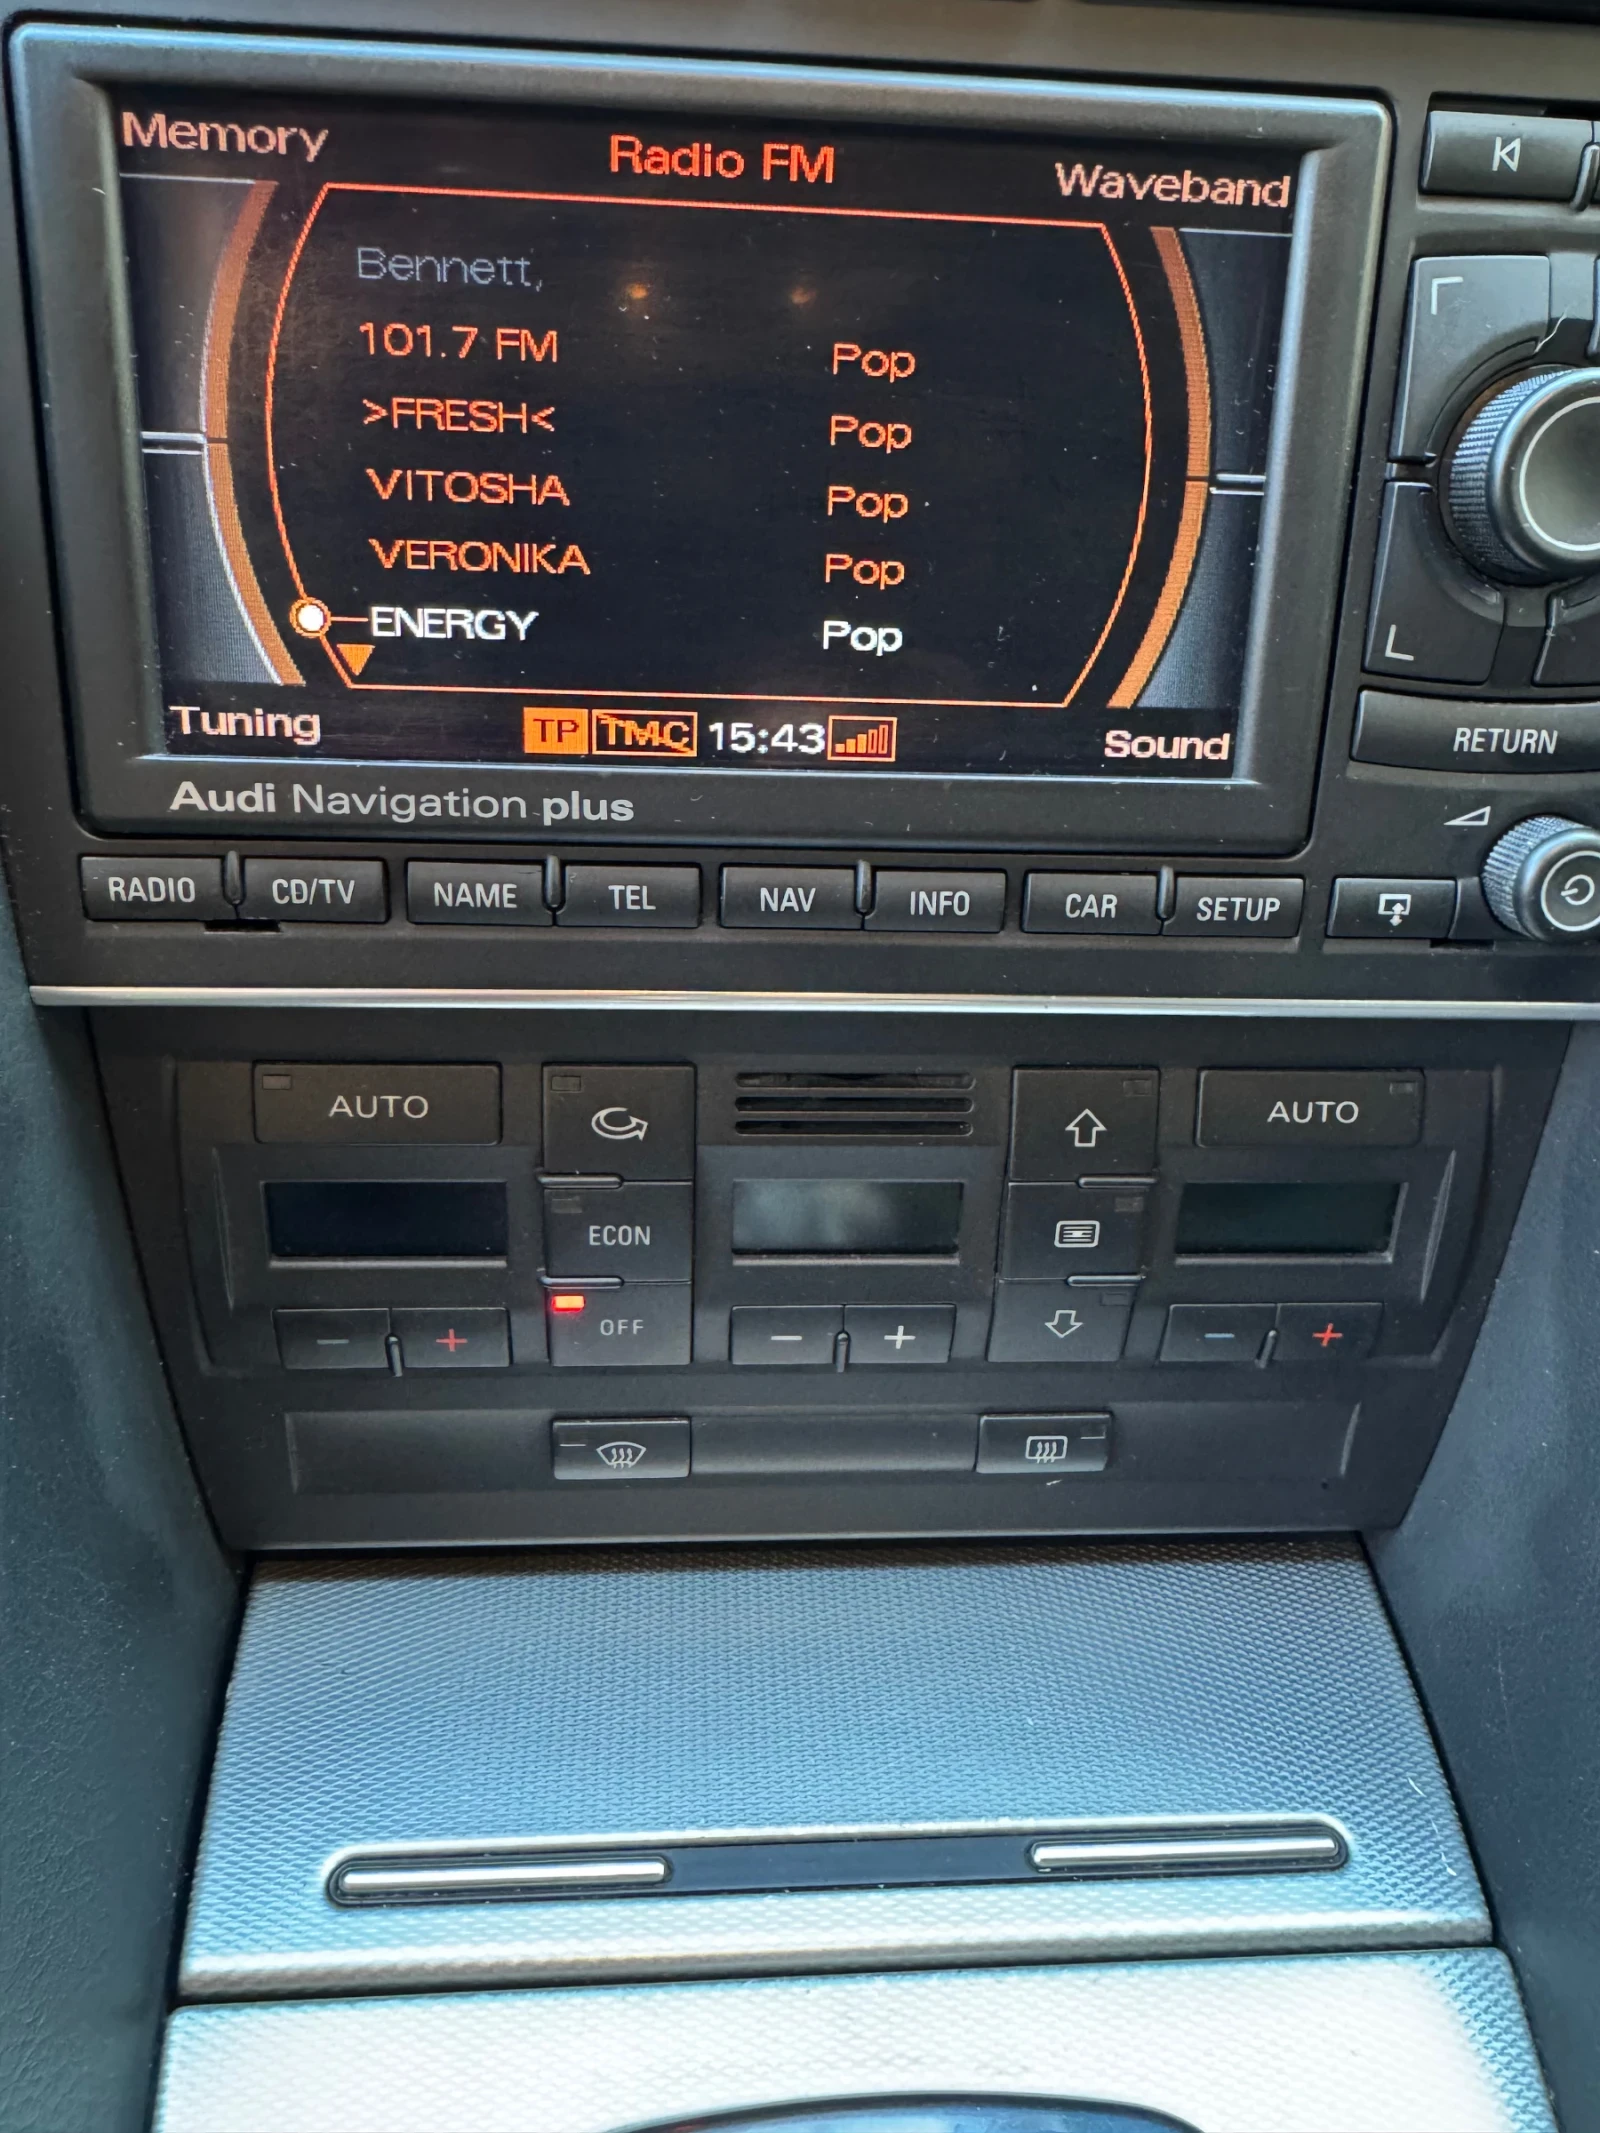 Memory
Radio FM
Waveband
Bennett,
101.7 FM Pop
>FRESH< Pop
VITOSHA Pop
VERONIKA Pop
ENERGY Pop
Tuning
TP TMC 15:43
Sound
Audi Navigation plus
RETURN
RADIO CD/TV NAME TEL NAV INFO CAR SETUP
AUTO AUTO
ECON
OFF
- + - + - +